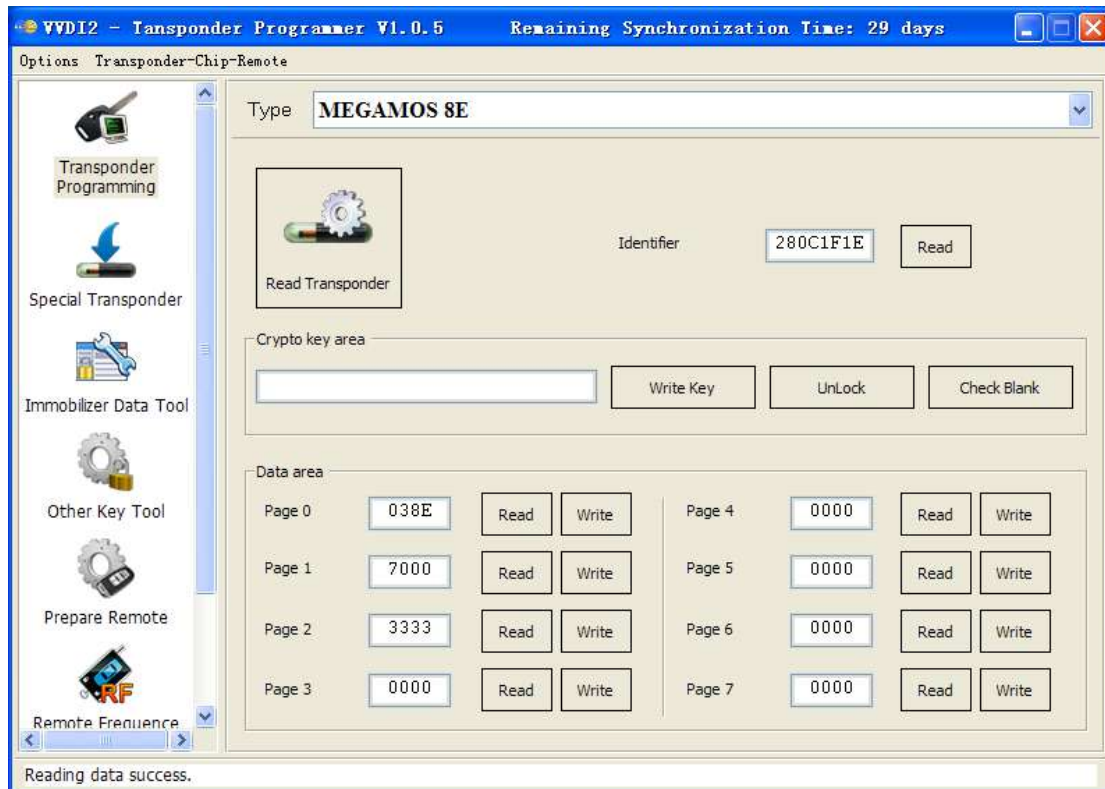 VVDI2 - Tansponder Programmer V1.0.5 Remaining Synchronization Time: 29 days
Options Transponder-Chip-Remote
Transponder
Programming
Special Transponder
Immobilizer Data Tool
Other Key Tool
Prepare Remote
RF
Remote Frequence
Type MEGAMOS 8E
Read Transponder
Identifier 280C1F1E Read
Crypto key area
Write Key UnLock Check Blank
Data area
Page 0 038E Read Write Page 4 0000 Read Write
Page 1 7000 Read Write Page 5 0000 Read Write
Page 2 3333 Read Write Page 6 0000 Read Write
Page 3 0000 Read Write Page 7 0000 Read Write
Reading data success.